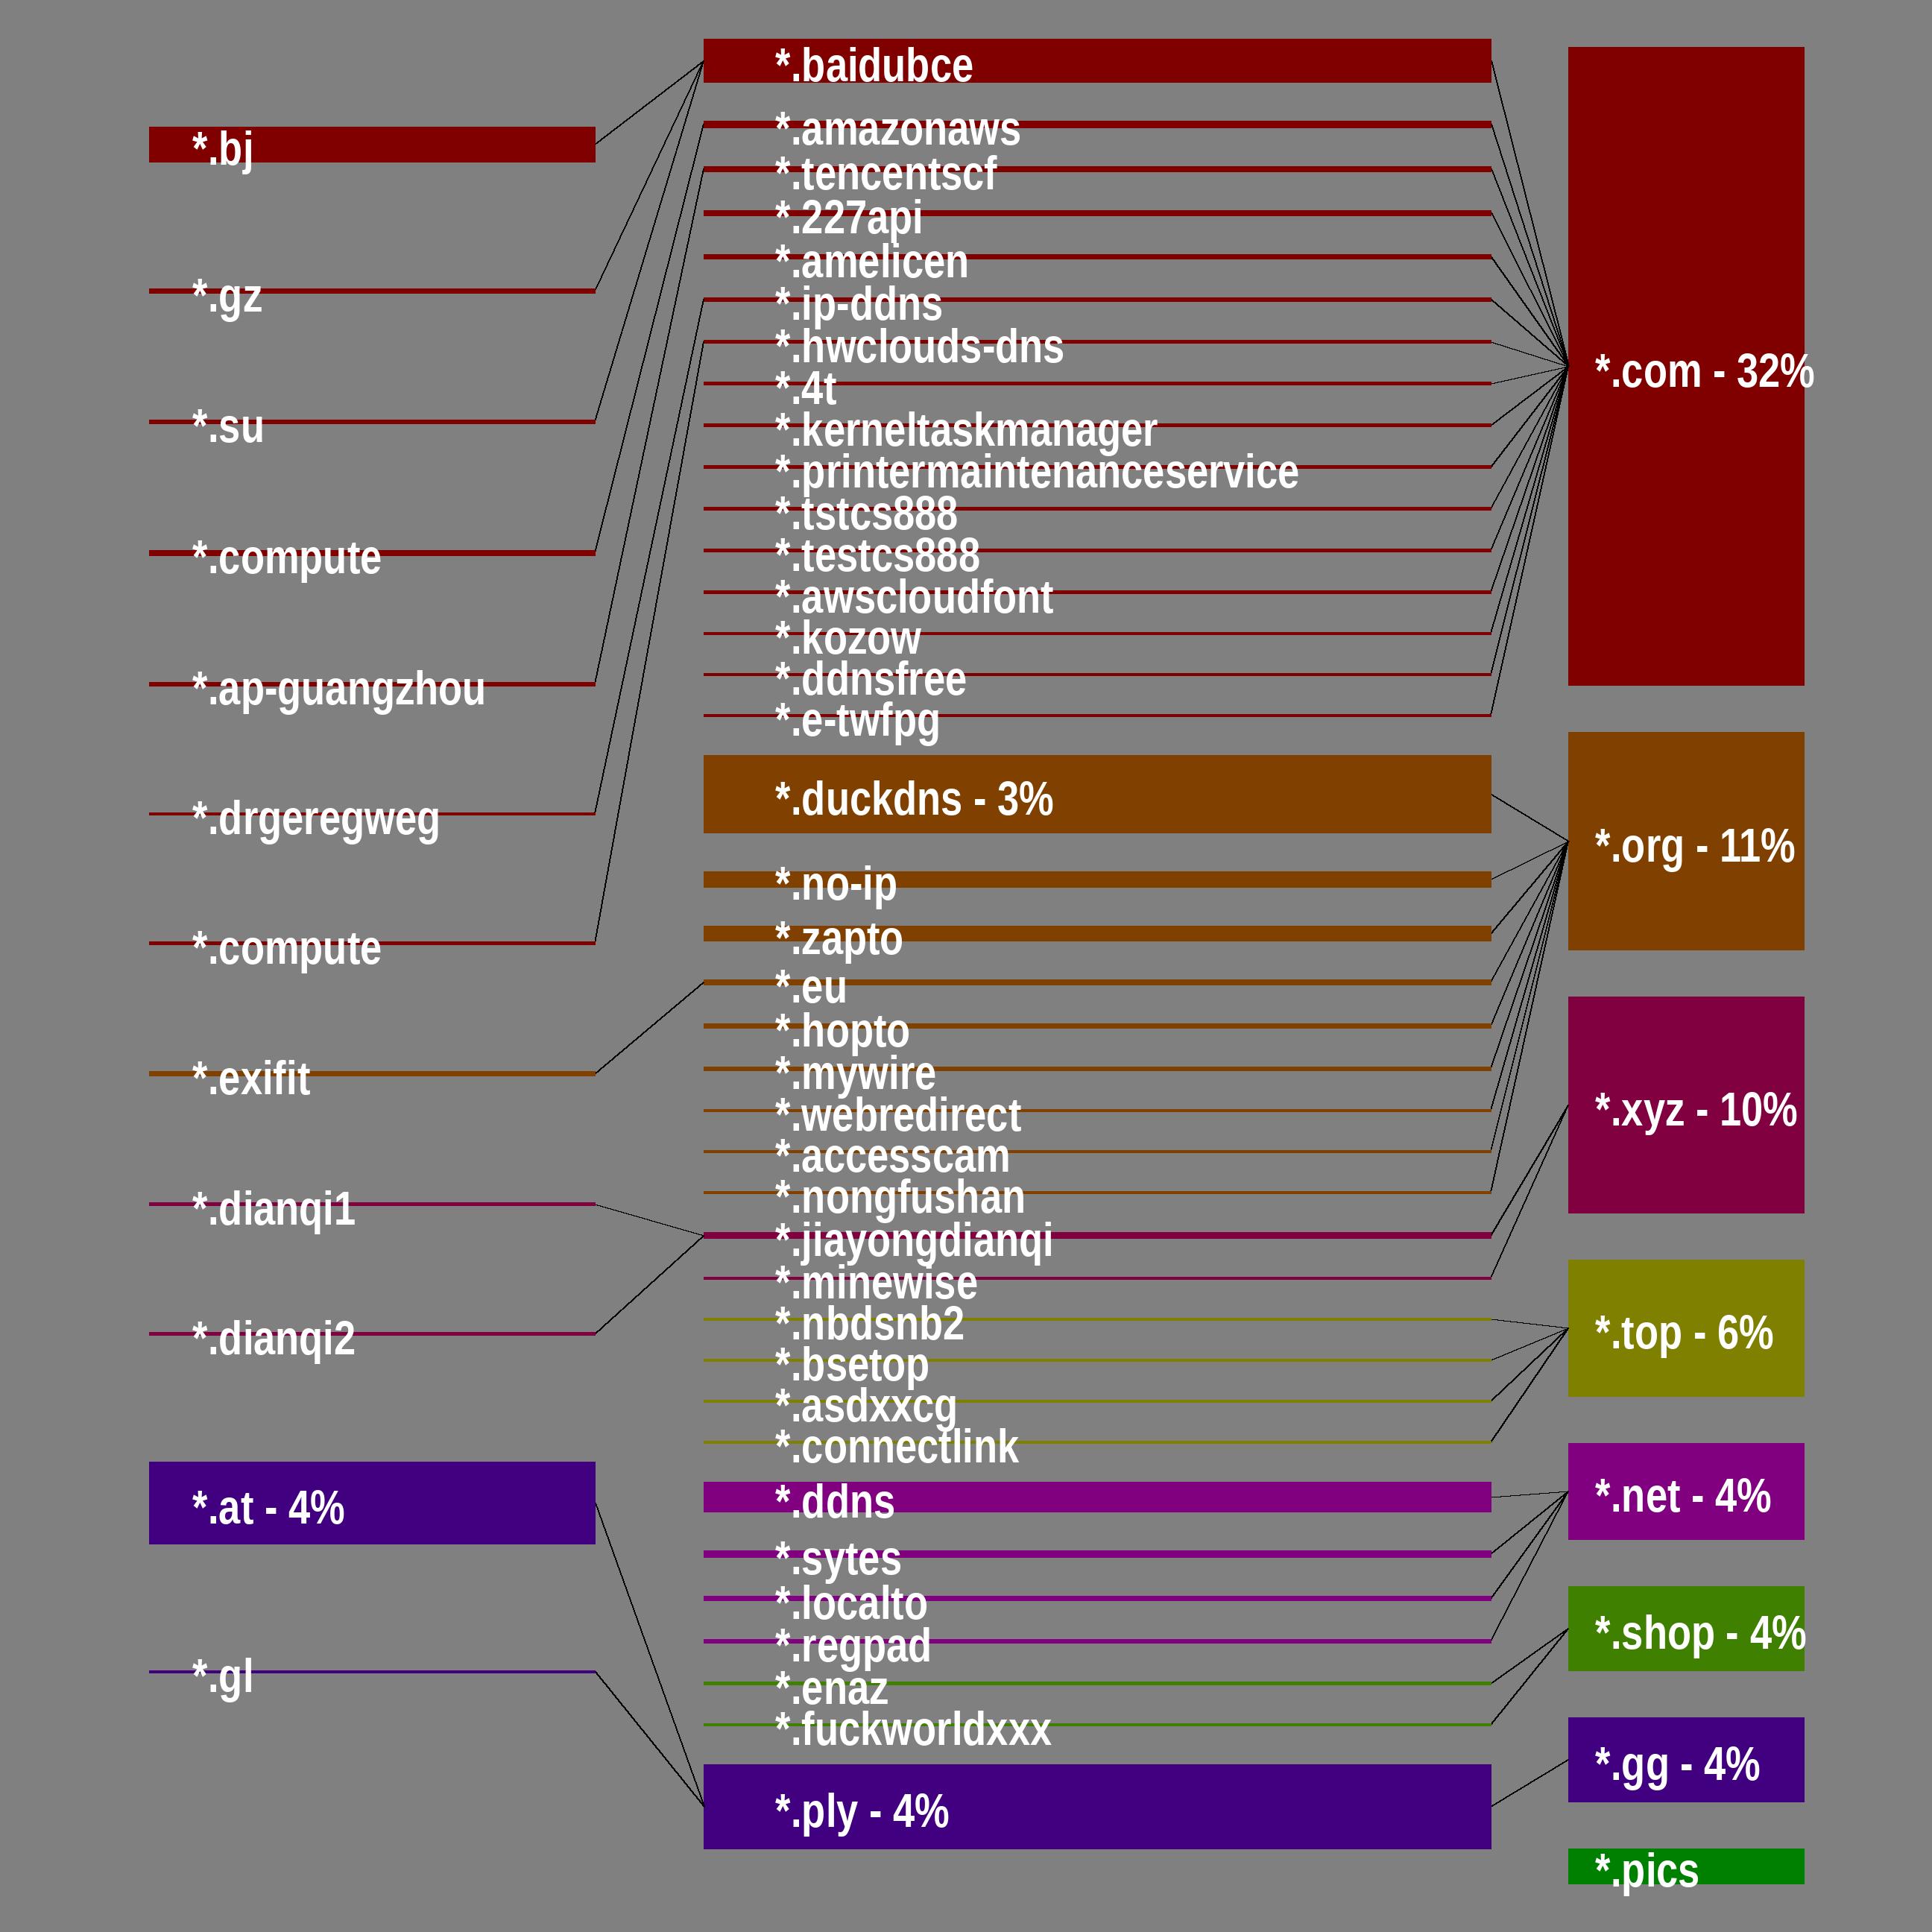 *.bj
*.gz
*.su
*.compute
*.ap-guangzhou
*.drgeregweg
*.compute
*.exifit
*.dianqi1
*.dianqi2
*.at - 4%
*.gl
*.baidubce
*.amazonaws
*.tencentscf
*.227api
*.amelicen
*.ip-ddns
*.hwclouds-dns
*.4t
*.kerneltaskmanager
*.printermaintenanceservice
*.tstcs888
*.testcs888
*.awscloudfont
*.kozow
*.ddnsfree
*.e-twfpg
*.duckdns - 3%
*.no-ip
*.zapto
*.eu
*.hopto
*.mywire
*.webredirect
*.accesscam
*.nongfushan
*.jiayongdianqi
*.minewise
*.nbdsnb2
*.bsetop
*.asdxxcg
*.connectlink
*.ddns
*.sytes
*.localto
*.regpad
*.enaz
*.fuckworldxxx
*.ply - 4%
*.com - 32%
*.org - 11%
*.xyz - 10%
*.top - 6%
*.net - 4%
*.shop - 4%
*.gg - 4%
*.pics